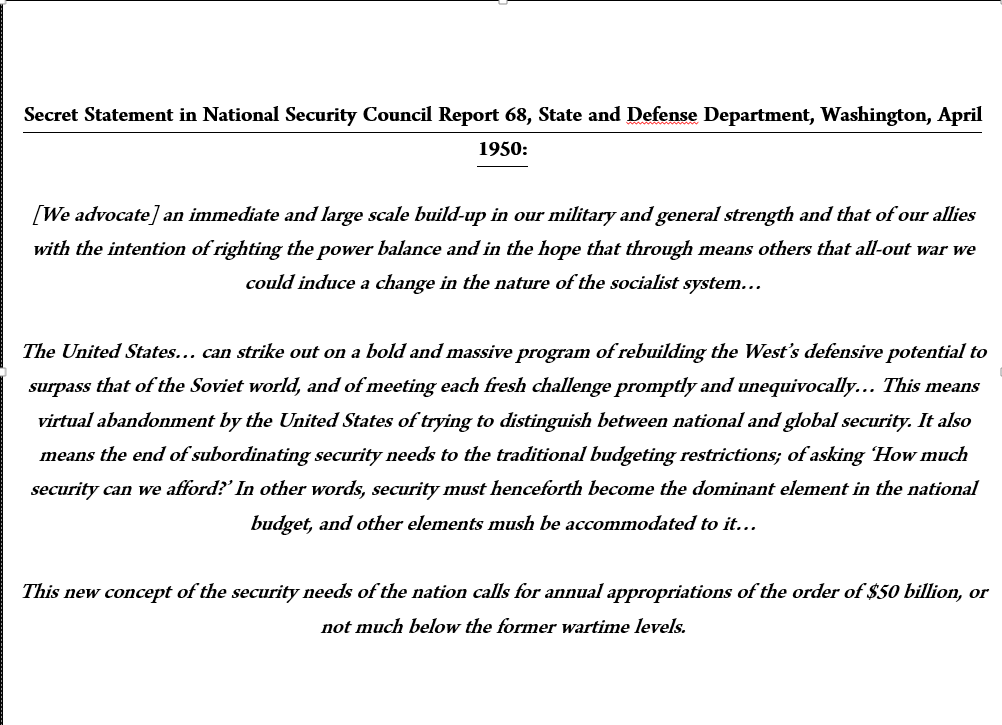 Secret Statement in National Security Council Report 68, State and Defense Department, Washington, April
1950:
[We advocate] an immediate and large scale build-up in our military and general strength and that of our allies
with the intention of righting the power balance and in the hope that through means others that all-out war we
could induce a change in the nature of the socialist system…
The United States… can strike out on a bold and massive program of rebuilding the West’s defensive potential to
surpass that of the Soviet world, and of meeting each fresh challenge promptly and unequivocally… This means
virtual abandonment by the United States of trying to distinguish between national and global security. It also
means the end of subordinating security needs to the traditional budgeting restrictions; of asking ‘How much
security can we afford?’ In other words, security must henceforth become the dominant element in the national
budget, and other elements mush be accommodated to it…
This new concept of the security needs of the nation calls for annual appropriations of the order of $50 billion, or
not much below the former wartime levels.